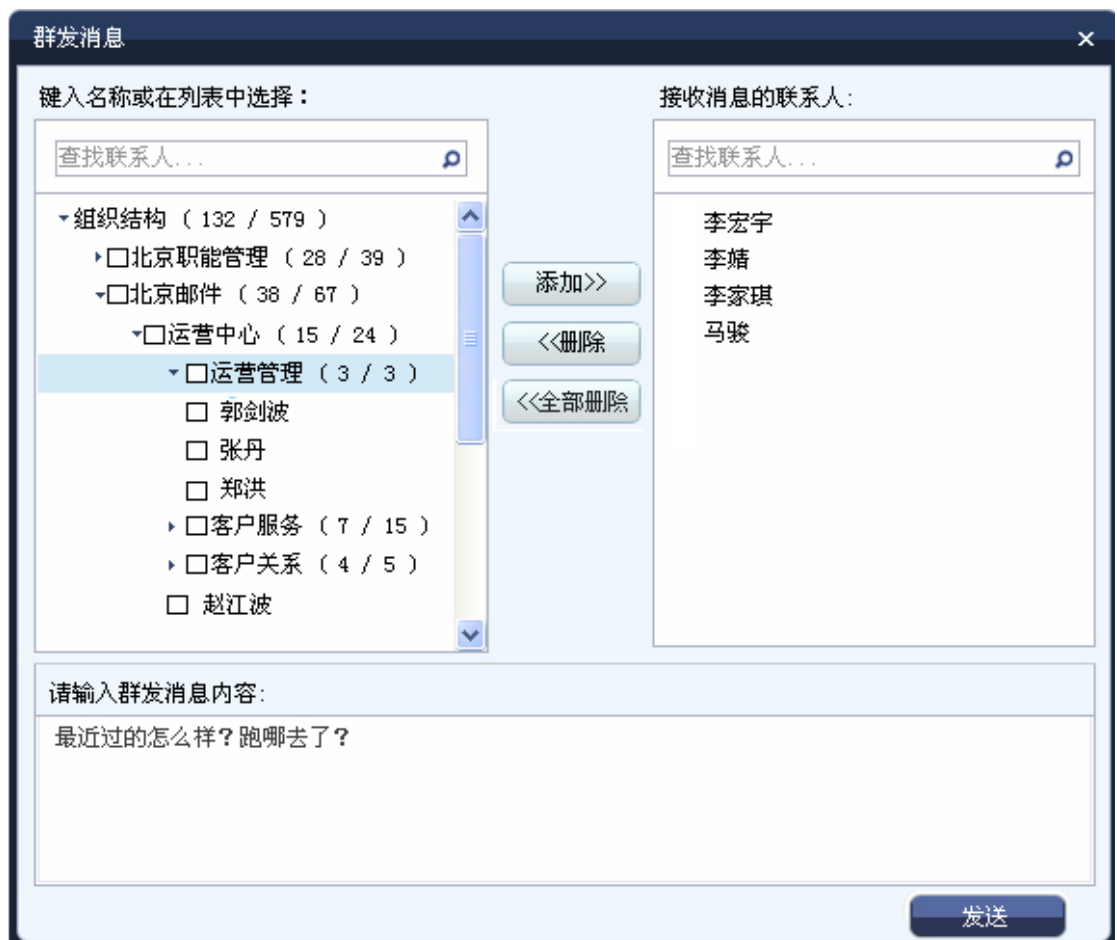 群发消息
键入名称或在列表中选择：
查找联系人...
组织结构 ( 132 / 579 )
北京职能管理 ( 28 / 39 )
北京邮件 ( 38 / 67 )
运营中心 ( 15 / 24 )
运营管理 ( 3 / 3 )
郭剑波
张丹
郑洪
客户服务 ( 7 / 15 )
客户关系 ( 4 / 5 )
赵江波
添加>>
<<删除
<<全部删除
接收消息的联系人:
查找联系人...
李宏宇
李婧
李家琪
马骏
请输入群发消息内容:
最近过的怎么样？跑哪去了？
发送